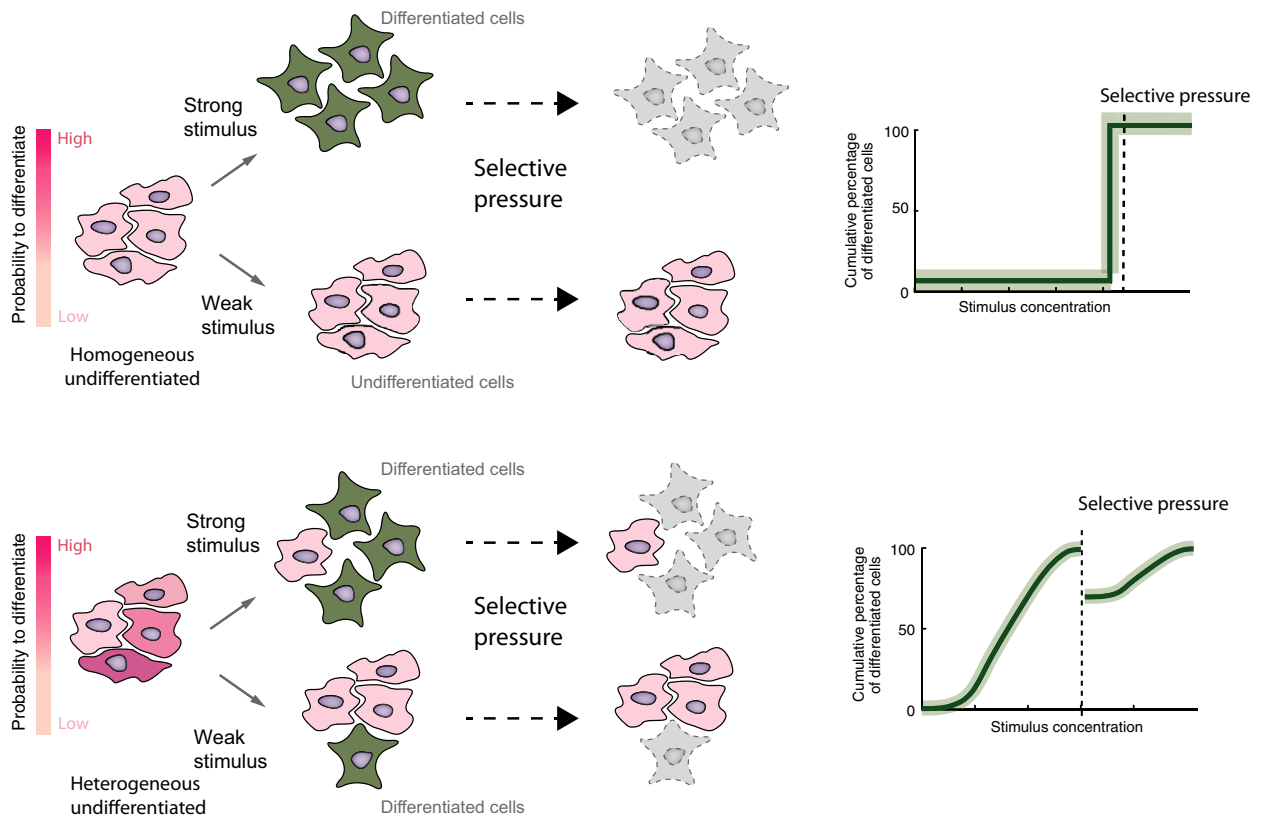 Differentiated cells
Strong
stimulus
Probability to differentiate
High
Low
Homogeneous
undifferentiated
Weak
stimulus
Undifferentiated cells
Selective
pressure
Selective pressure
Cumulative percentage
of differentiated cells
100
50
0
Stimulus concentration
Differentiated cells
Strong
stimulus
Probability to differentiate
High
Low
Heterogeneous
undifferentiated
Weak
stimulus
Differentiated cells
Selective
pressure
Selective pressure
Cumulative percentage
of differentiated cells
100
50
0
Stimulus concentration